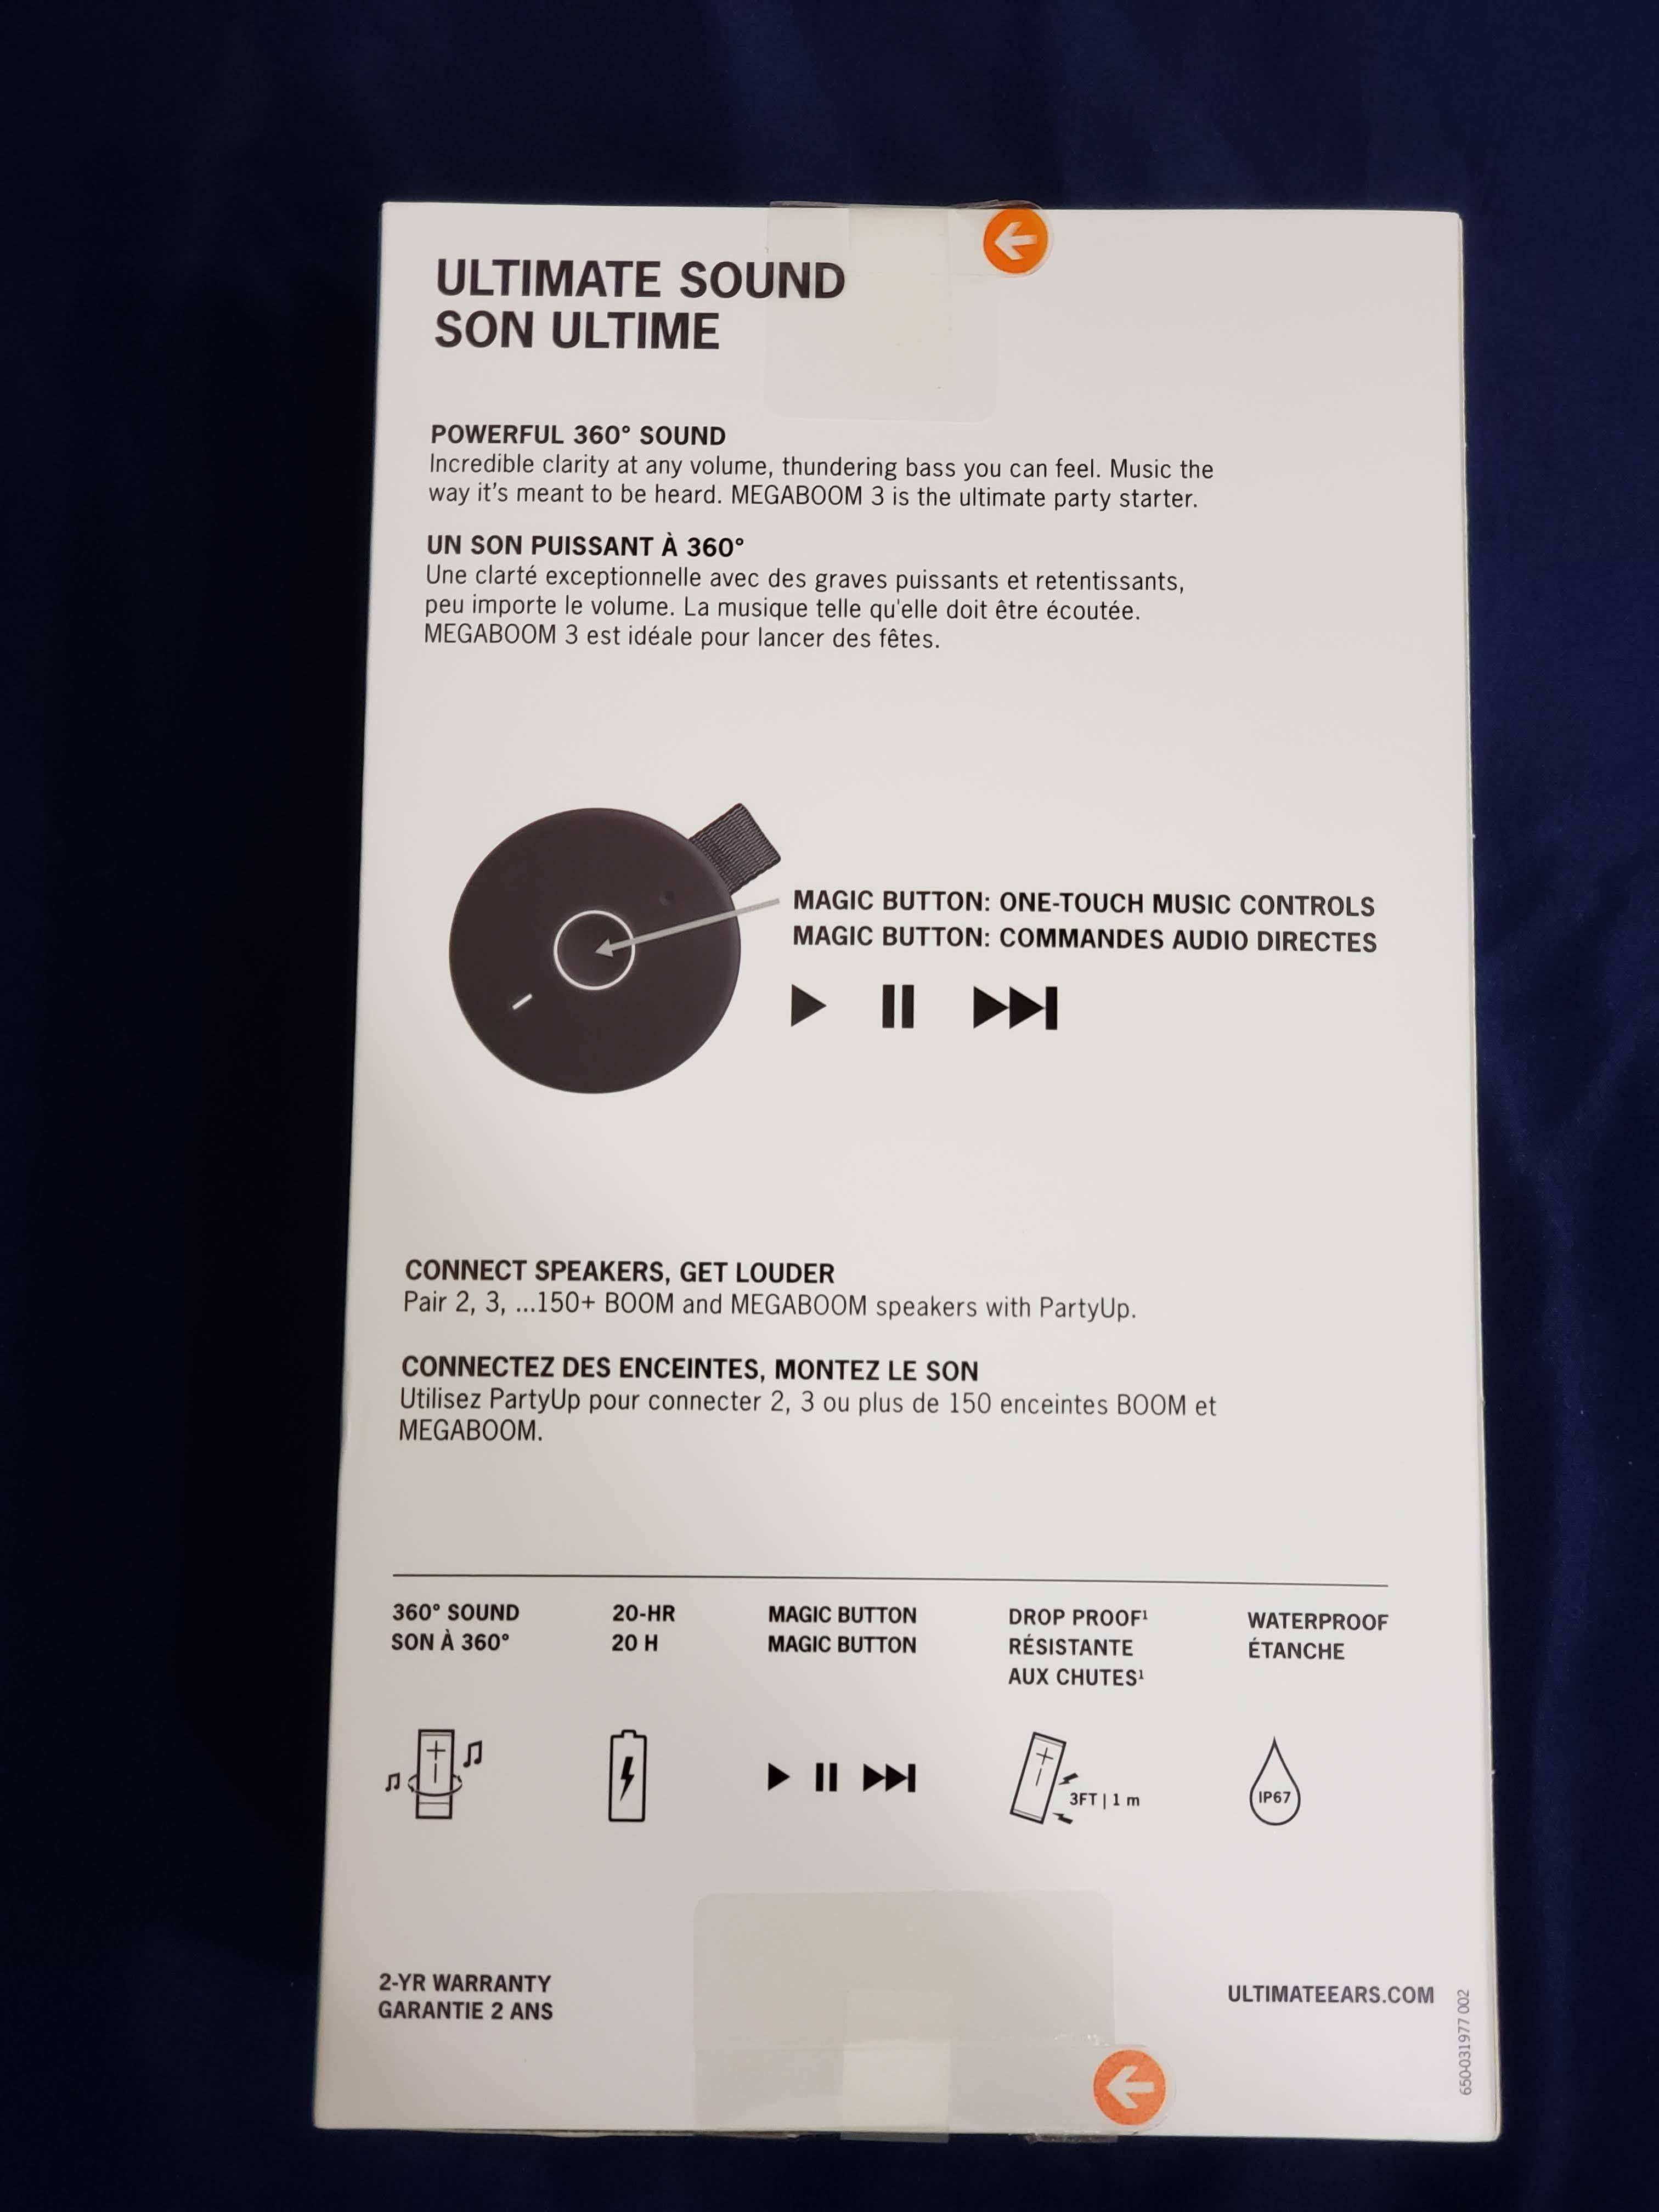 ULTIMATE SOUND
SON ULTIME
POWERFUL 360° SOUND
Incredible clarity at any volume, thundering bass you can feel. Music the
way it's meant to be heard. MEGABOOM 3 is the ultimate party starter.
UN SON PUISSANT À 360°
Une clarté exceptionnelle avec des graves puissants et retentissants,
peu importe le volume. La musique telle qu'elle doit être écoutée.
MEGABOOM 3 est idéale pour lancer des fêtes.
MAGIC BUTTON: ONE-TOUCH MUSIC CONTROLS
MAGIC BUTTON: COMMANDES AUDIO DIRECTES
CONNECT SPEAKERS, GET LOUDER
Pair 2, 3, ...150+ BOOM and MEGABOOM speakers with PartyUp.
CONNECTEZ DES ENCEINTES, MONTEZ LE SON
Utilisez PartyUp pour connecter 2, 3 ou plus de 150 enceintes BOOM et
MEGABOOM.
360° SOUND
SON À 360°
20-HR
20 H
MAGIC BUTTON
MAGIC BUTTON
DROP PROOF¹
RÉSISTANTE
AUX CHUTES¹
3FT | 1 m
WATERPROOF
ÉTANCHE
IP67
2-YR WARRANTY
GARANTIE 2 ANS
ULTIMATEEARS.COM
650-031977 002